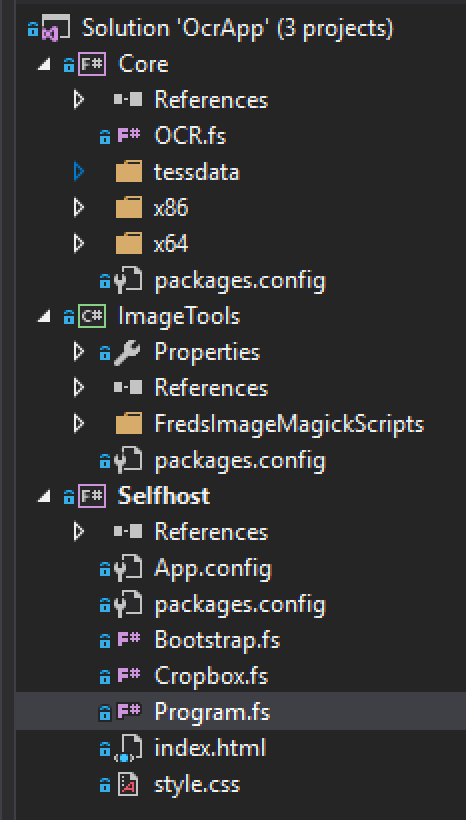 Solution 'OcrApp' (3 projects)
F# Core
References
F# OCR.fs
tessdata
x86
x64
packages.config
C# ImageTools
Properties
References
FredsImageMagickScripts
packages.config
F# Selfhost
References
App.config
packages.config
F# Bootstrap.fs
F# Cropbox.fs
F# Program.fs
index.html
style.css